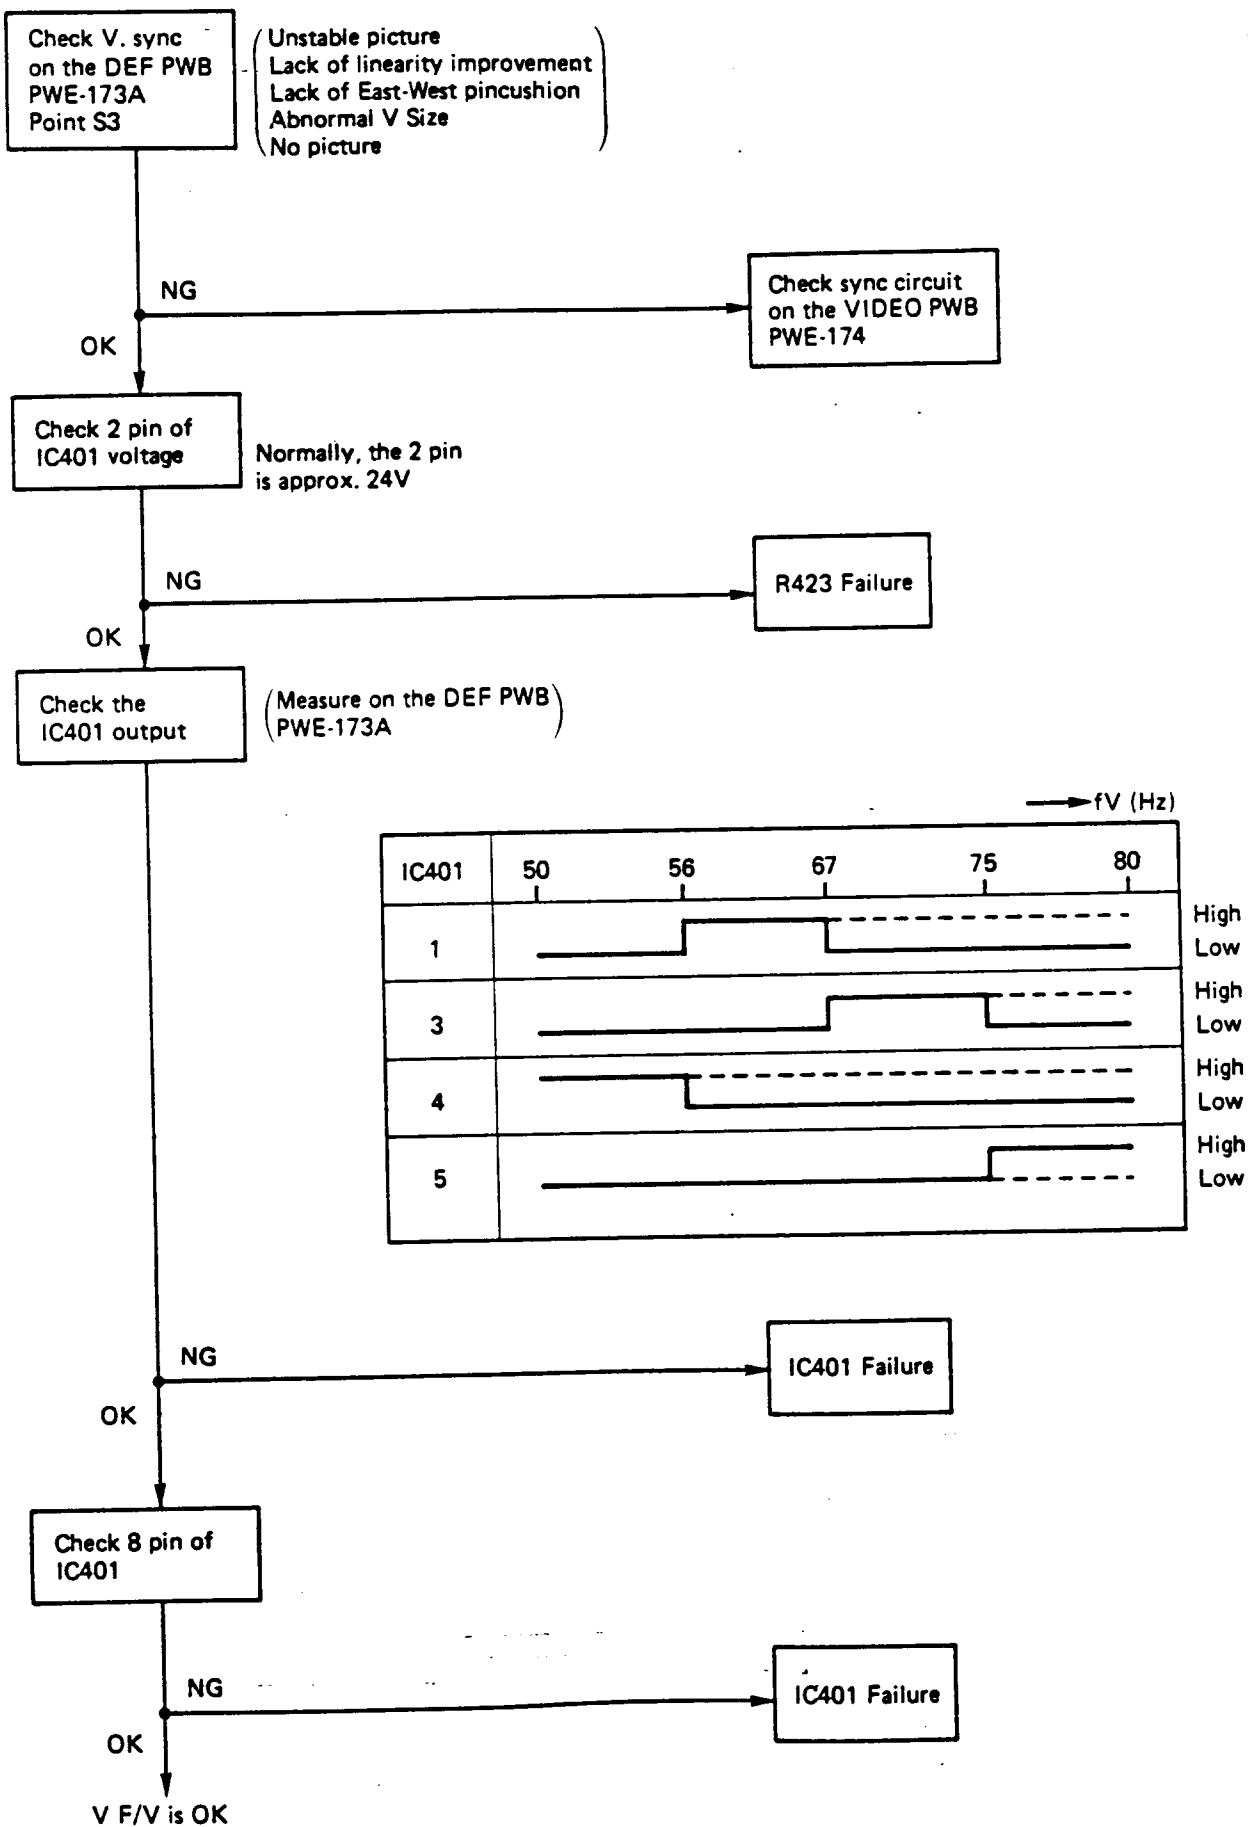 Check V. sync
on the DEF PWB
PWE-173A
Point S3
Unstable picture
Lack of linearity improvement
Lack of East-West pincushion
Abnormal V Size
No picture
NG
OK
Check sync circuit
on the VIDEO PWB
PWE-174
Check 2 pin of
IC401 voltage
Normally, the 2 pin
is approx. 24V
NG
OK
R423 Failure
Check the
IC401 output
(Measure on the DEF PWB
PWE-173A)
fV (Hz)
IC401 50 56 67 75 80
1 High
Low
3 High
Low
4 High
Low
5 High
Low
NG
OK
IC401 Failure
Check 8 pin of
IC401
NG
OK
IC401 Failure
V F/V is OK